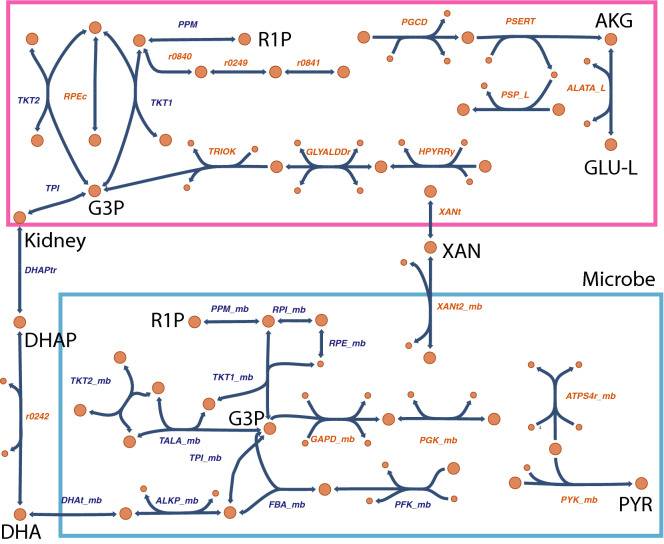 PPM
R1P
PGCD
PSERT
AKG
r0840
r0249
r0841
TKT2
RPEc
TKT1
PSP_L
ALATA_L
TRIOK
GLYALDDr
HPYRRy
GLU-L
TPI
G3P
XANt
Kidney
XAN
DHAPtr
Microbe
XANt2_mb
R1P
PPM_mb
RPI_mb
DHAP
RPE_mb
TKT2_mb
TKT1_mb
ATPS4r_mb
r0242
G3P
TALA_mb
GAPD_mb
PGK_mb
TPI_mb
DHAt_mb
ALKP_mb
FBA_mb
PFK_mb
PYK_mb
PYR
DHA